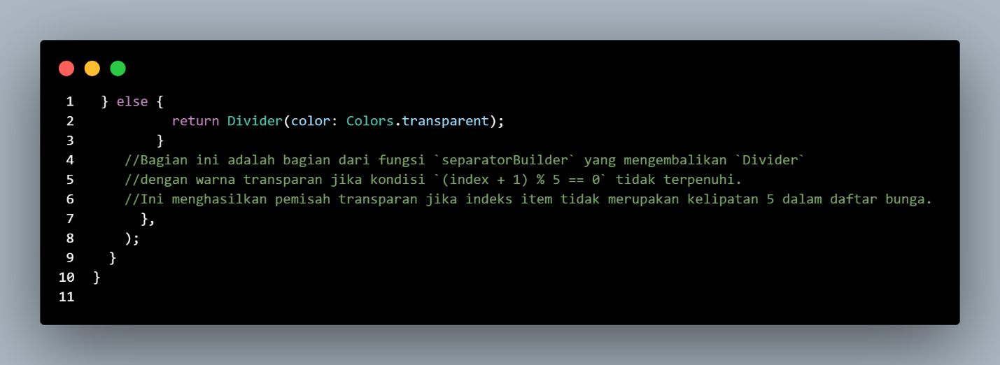 1 } else {
2 return Divider(color: Colors.transparent);
3 }
4 //Bagian ini adalah bagian dari fungsi `separatorBuilder` yang mengembalikan `Divider`
5 //dengan warna transparan jika kondisi `(index + 1) % 5 == 0` tidak terpenuhi.
6 //Ini menghasilkan pemisah transparan jika indeks item tidak merupakan kelipatan 5 dalam daftar bunga.
7 },
8 );
9 }
10 }
11